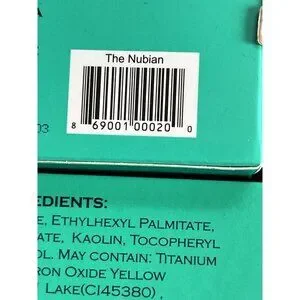 The Nubian
8 69001 00020 0
03
EDIENTS:
E, ETHYLHEXYL PALMITATE,
ATE, KAOLIN, TOCOPHERYL
OL. MAY CONTAIN: TITANIUM
RON OXIDE YELLOW
LAKE(CI45380),